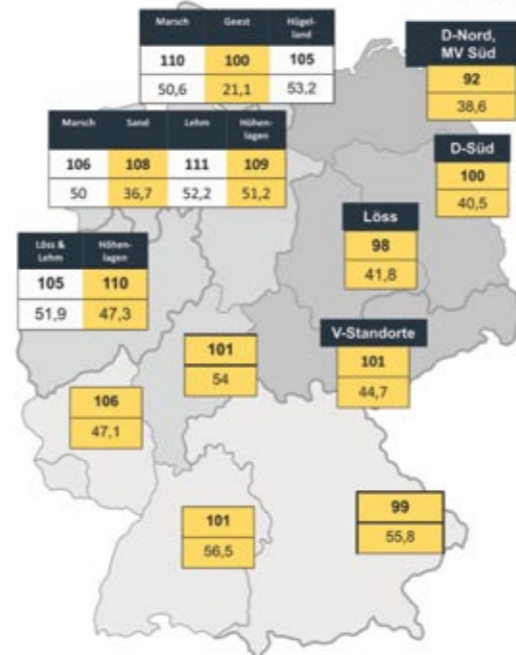 Marsch Geest Hügel-
land
110 100 105
50,6 21,1 53,2
D-Nord,
MV Süd
92
38,6
Marsch Sand Lehm Höhen-
lagen
106 108 111 109
50 36,7 52,2 51,2
D-Süd
100
40,5
Löss
98
41,8
Löss & Höhen-
Lehm lagen
105 110
51,9 47,3
V-Standorte
101
44,7
101
54
106
47,1
99
55,8
101
56,5